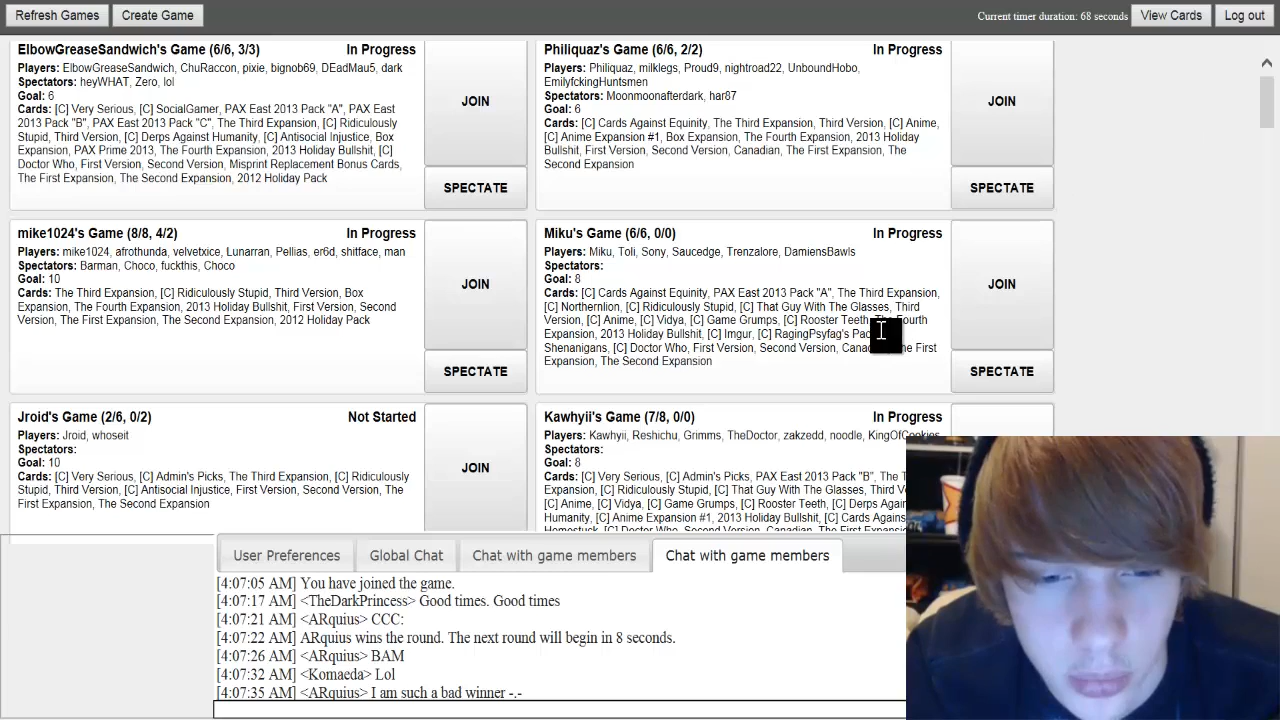 Refresh Games Create Game Current timer duration: 68 seconds View Cards Log out
ElbowGreaseSandwich's Game (6/6, 3/3) In Progress
Players: ElbowGreaseSandwich, ChuRaccon, pixie, bignob69, DEadMau5, dark
Spectators: heyWHAT, Zero, lol
Goal: 6
Cards: [C] Very Serious, [C] SocialGamer, PAX East 2013 Pack "A", PAX East
2013 Pack "B", PAX East 2013 Pack "C", The Third Expansion, [C] Ridiculously
Stupid, Third Version, [C] Derps Against Humanity, [C] Antisocial Injustice, Box
Expansion, PAX Prime 2013, The Fourth Expansion, 2013 Holiday Bullshit, [C]
Doctor Who, First Version, Second Version, Misprint Replacement Bonus Cards,
The First Expansion, The Second Expansion, 2012 Holiday Pack
JOIN
SPECTATE
Philiquaz's Game (6/6, 2/2) In Progress
Players: Philiquaz, milklegs, Proud9, nightroad22, UnboundHobo,
EmilyfckingHuntsmen
Spectators: Moonmoonafterdark, har87
Goal: 6
Cards: [C] Cards Against Equinity, The Third Expansion, Third Version, [C] Anime,
[C] Anime Expansion #1, Box Expansion, The Fourth Expansion, 2013 Holiday
Bullshit, First Version, Second Version, Canadian, The First Expansion, The
Second Expansion
JOIN
SPECTATE
mike1024's Game (8/8, 4/2) In Progress
Players: mike1024, afrothunda, velvetxice, Lunarran, Pellias, er6d, shitface, man
Spectators: Barman, Choco, fuckthis, Choco
Goal: 10
Cards: The Third Expansion, [C] Ridiculously Stupid, Third Version, Box
Expansion, The Fourth Expansion, 2013 Holiday Bullshit, First Version, Second
Version, The First Expansion, The Second Expansion, 2012 Holiday Pack
JOIN
SPECTATE
Miku's Game (6/6, 0/0) In Progress
Players: Miku, Toli, Sony, Saucedge, Trenzalore, DamiensBawls
Spectators:
Goal: 8
Cards: [C] Cards Against Equinity, PAX East 2013 Pack "A", The Third Expansion,
[C] Northernlion, [C] Ridiculously Stupid, [C] That Guy With The Glasses, Third
Version, [C] Anime, [C] Vidya, [C] Game Grumps, [C] Rooster Teeth, The Fourth
Expansion, 2013 Holiday Bullshit, [C] Imgur, [C] RagingPsyfag's
Shenanigans, [C] Doctor Who, First Version, Second Version, First
Expansion, The Second Expansion
JOIN
SPECTATE
Jroid's Game (2/6, 0/2) Not Started
Players: Jroid, whoseit
Spectators:
Goal: 10
Cards: [C] Very Serious, [C] Admin's Picks, The Third Expansion, [C] Ridiculously
Stupid, Third Version, [C] Antisocial Injustice, First Version, Second Version, The
First Expansion, The Second Expansion
JOIN
Kawhyii's Game (7/8, 0/0) In Progress
Players: Kawhyii, Reshichu, Grimms, TheDoctor, zakzedd, noodle, KingOfCookies
Spectators:
Goal: 8
Cards: [C] Very Serious, [C] Admin's Picks, PAX East 2013 Pack "B", The
Expansion, [C] Ridiculously Stupid, [C] That Guy With The Glasses, Third
[C] Anime, [C] Vidya, [C] Game Grumps, [C] Rooster Teeth, [C] Derps Against
Humanity, [C] Anime Expansion #1, 2013 Holiday Bullshit, [C] Cards
Homestuck, [C] Doctor Who, Second Version, Canadian, The First Expansion
User Preferences Global Chat Chat with game members Chat with game members
[4:07:05 AM] You have joined the game.
[4:07:17 AM] <TheDarkPrincess> Good times. Good times
[4:07:21 AM] <ARquius> CCC:
[4:07:22 AM] ARquius wins the round. The next round will begin in 8 seconds.
[4:07:26 AM] <ARquius> BAM
[4:07:32 AM] <Komaeda> Lol
[4:07:35 AM] <ARquius> I am such a bad winner -.-